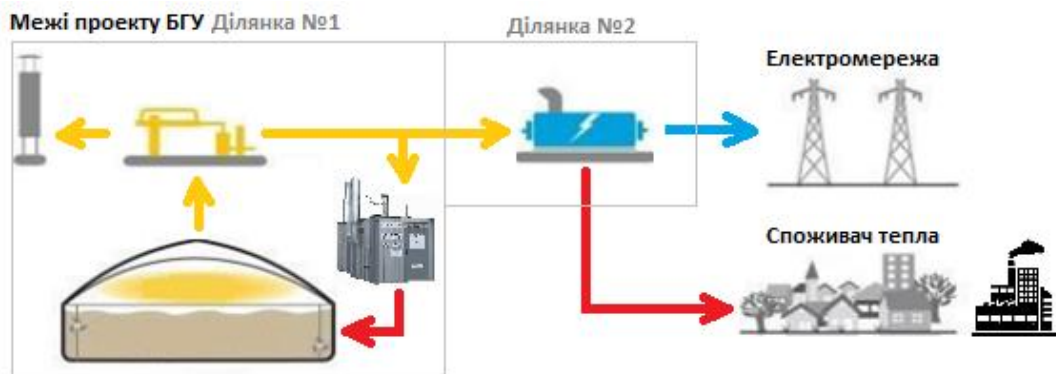 Межі проекту БГУ Ділянка №1
Ділянка №2
Електромережа
Споживач тепла